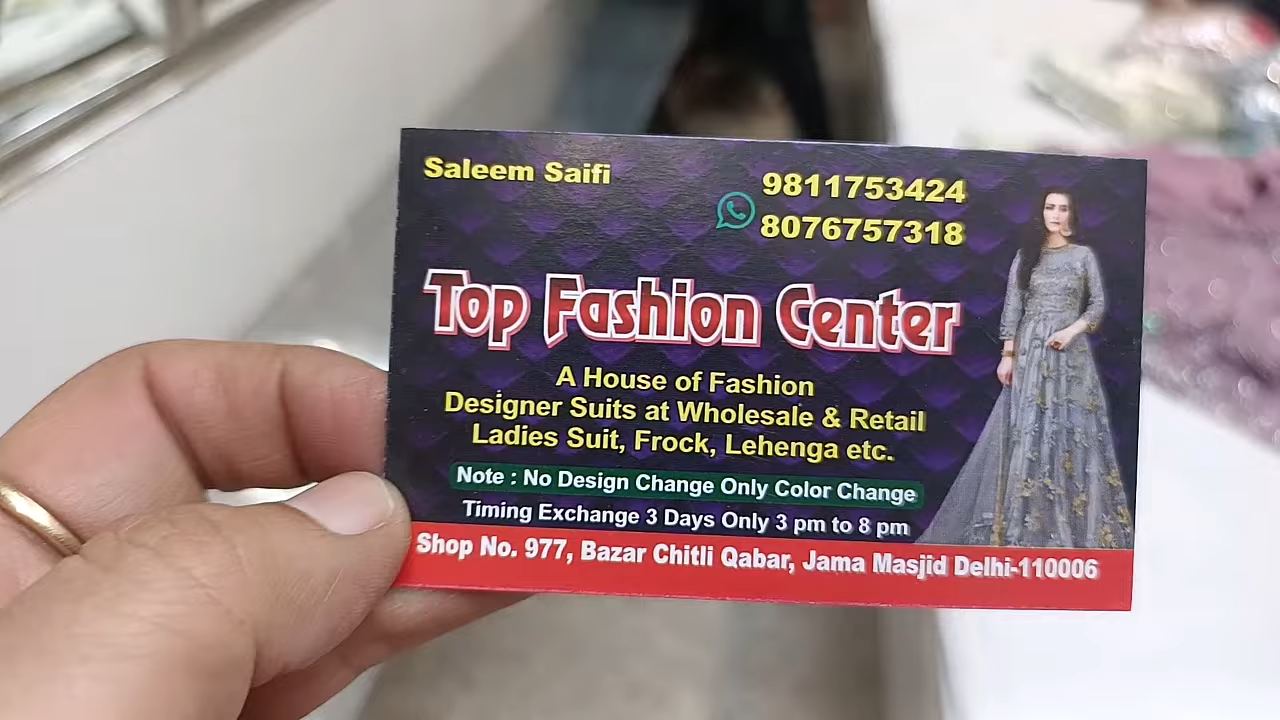 Saleem Saifi
9811753424
8076757318
Top Fashion Center
A House of Fashion
Designer Suits at Wholesale & Retail
Ladies Suit, Frock, Lehenga etc.
Note : No Design Change Only Color Change
Timing Exchange 3 Days Only 3 pm to 8 pm
Shop No. 977, Bazar Chitli Qabar, Jama Masjid Delhi-110006